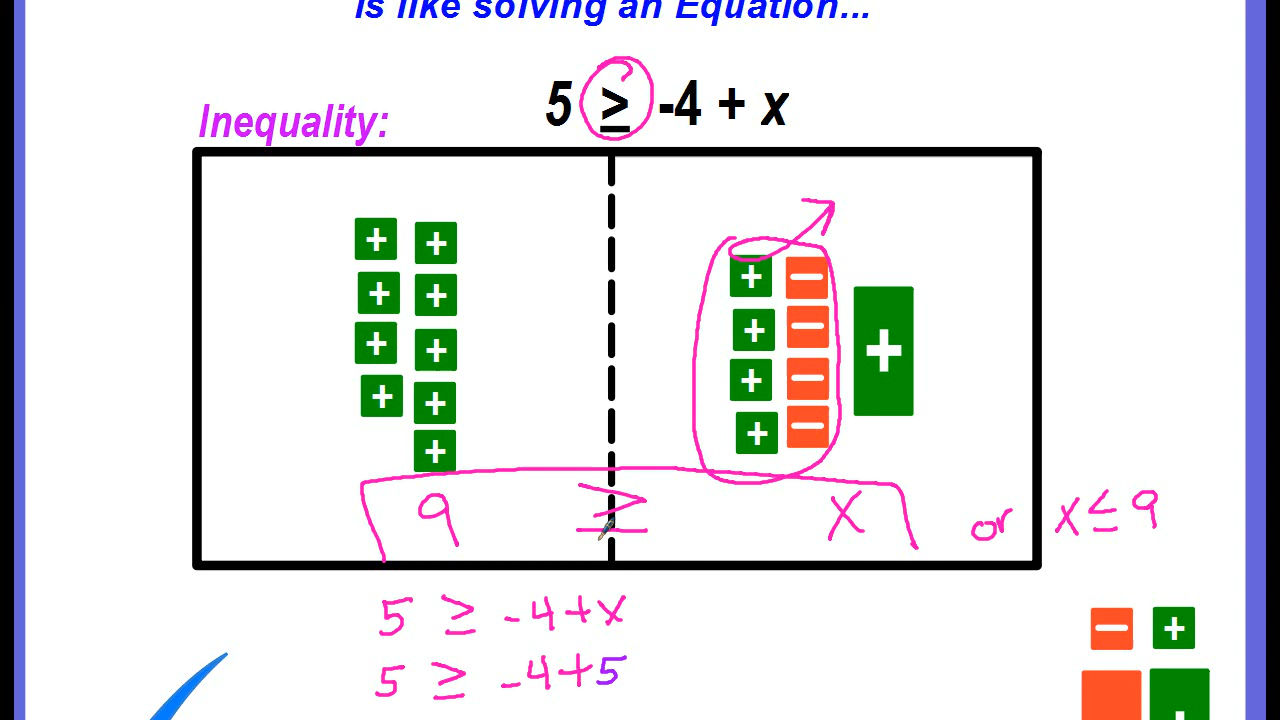 is like solving an Equation...
5 ≥ -4 + x
Inequality:
+ +
+ +
+ +
+ +
+
+ −
+ −
+ −
+ −
+
9 ≥ x or x ≤ 9
5 ≥ -4+x
5 ≥ -4+5
− +
+